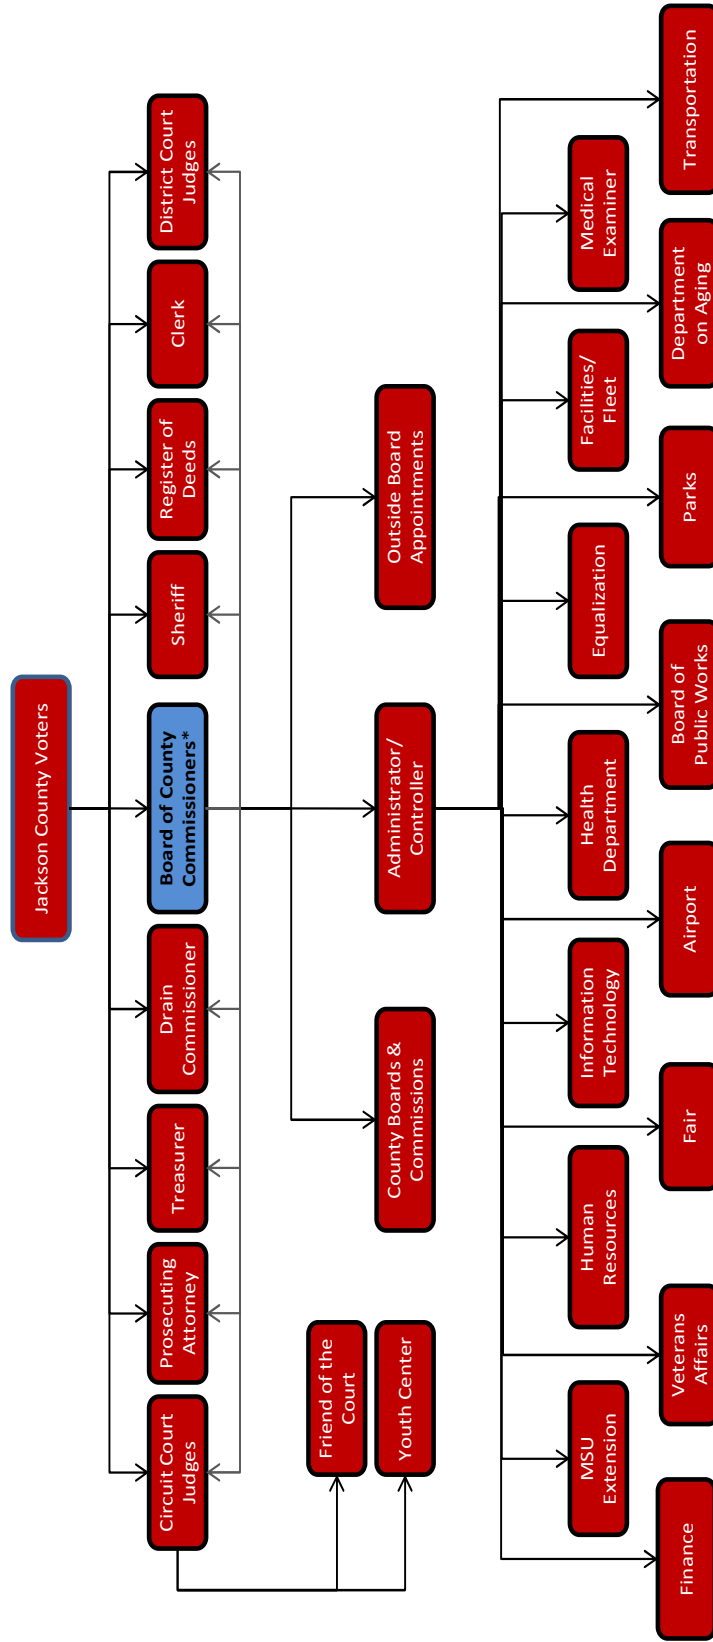 Jackson County Voters
Circuit Court
Judges
Prosecuting
Attorney
Treasurer
Drain
Commissioner
Board of County
Commissioners*
Sheriff
Register of
Deeds
Clerk
District Court
Judges
Friend of the
Court
Youth Center
County Boards &
Commissions
Administrator/
Controller
Outside Board
Appointments
MSU
Extension
Human
Resources
Information
Technology
Health
Department
Equalization
Facilities/
Fleet
Medical
Examiner
Finance
Veterans
Affairs
Fair
Airport
Board of
Public Works
Parks
Department
on Aging
Transportation